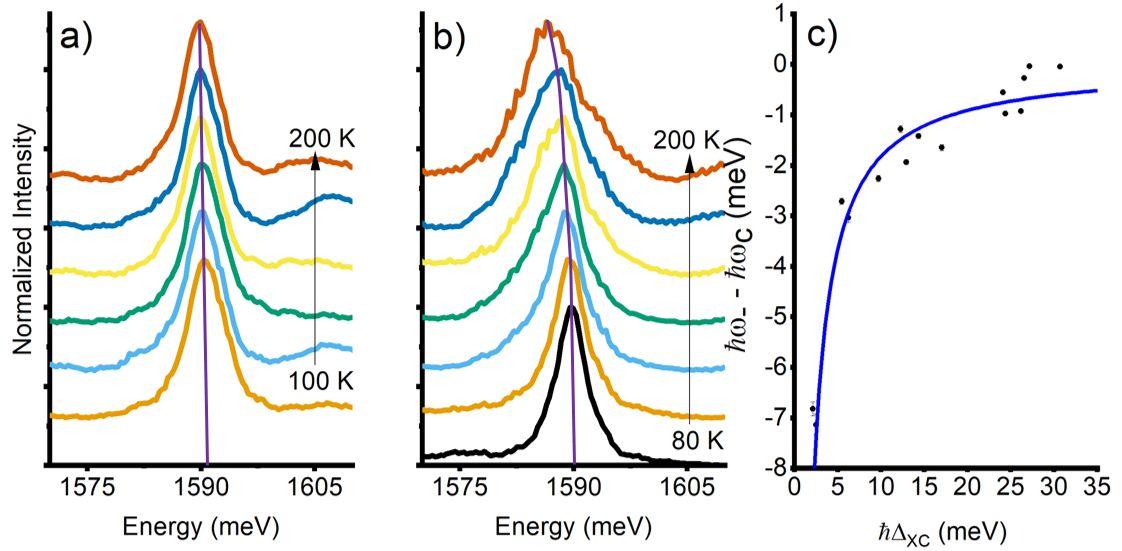 a)
200 K
100 K
Normalized Intensity
1575 1590 1605
Energy (meV)
b)
200 K
80 K
1575 1590 1605
Energy (meV)
c)
ħω- - ħωC (meV)
1
0
-1
-2
-3
-4
-5
-6
-7
-8
0 5 10 15 20 25 30 35
ħΔXC (meV)